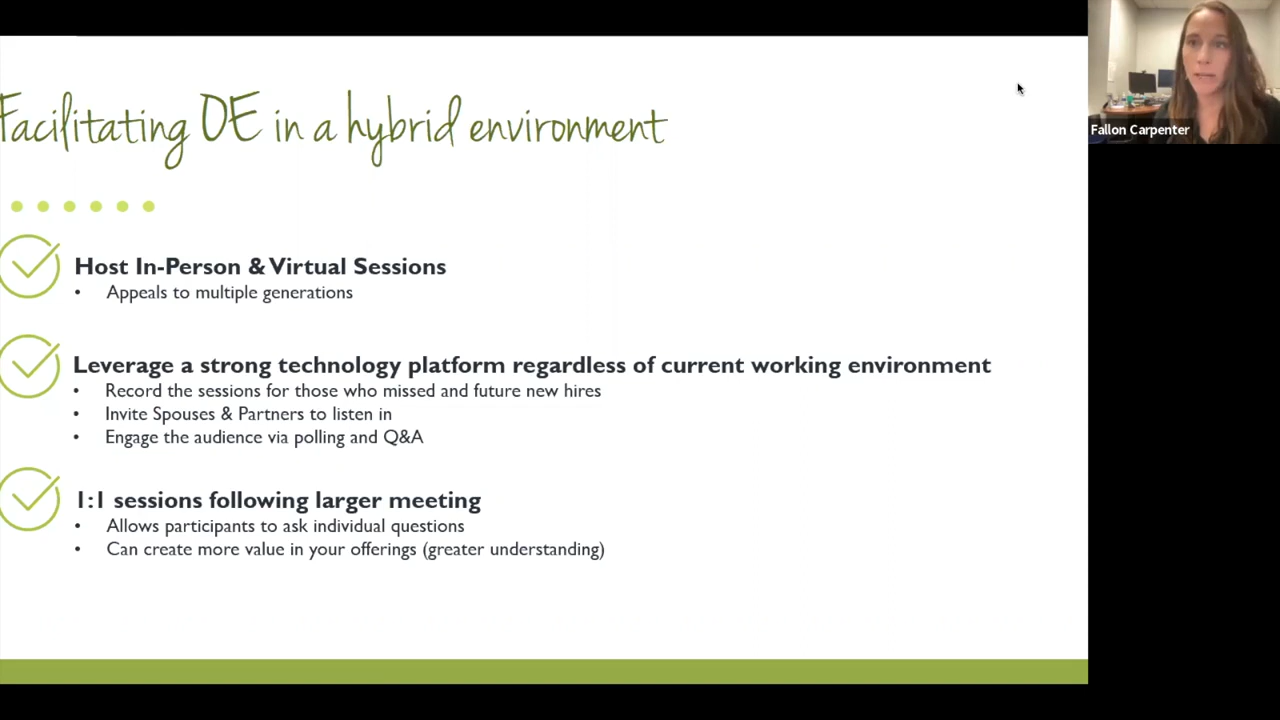 Facilitating OE in a hybrid environment
Fallon Carpenter
Host In-Person & Virtual Sessions
• Appeals to multiple generations
Leverage a strong technology platform regardless of current working environment
• Record the sessions for those who missed and future new hires
• Invite Spouses & Partners to listen in
• Engage the audience via polling and Q&A
1:1 sessions following larger meeting
• Allows participants to ask individual questions
• Can create more value in your offerings (greater understanding)